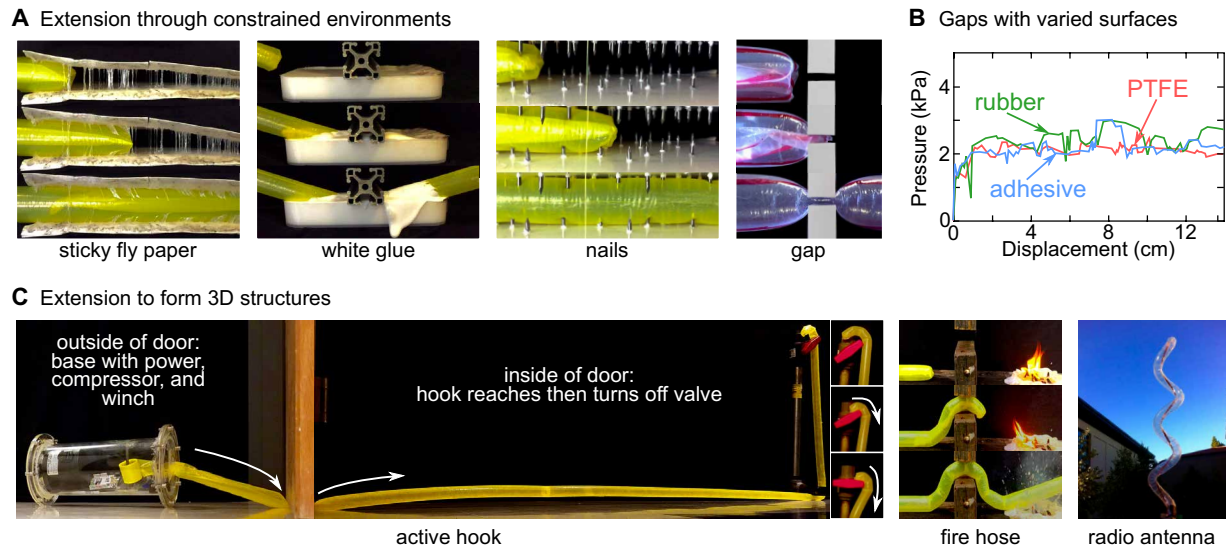 A Extension through constrained environments
sticky fly paper
white glue
nails
gap
B Gaps with varied surfaces
Pressure (kPa)
4
2
0
rubber
PTFE
adhesive
0 4 8 12
Displacement (cm)
C Extension to form 3D structures
outside of door:
base with power,
compressor, and
winch
inside of door:
hook reaches then turns off valve
active hook
fire hose
radio antenna